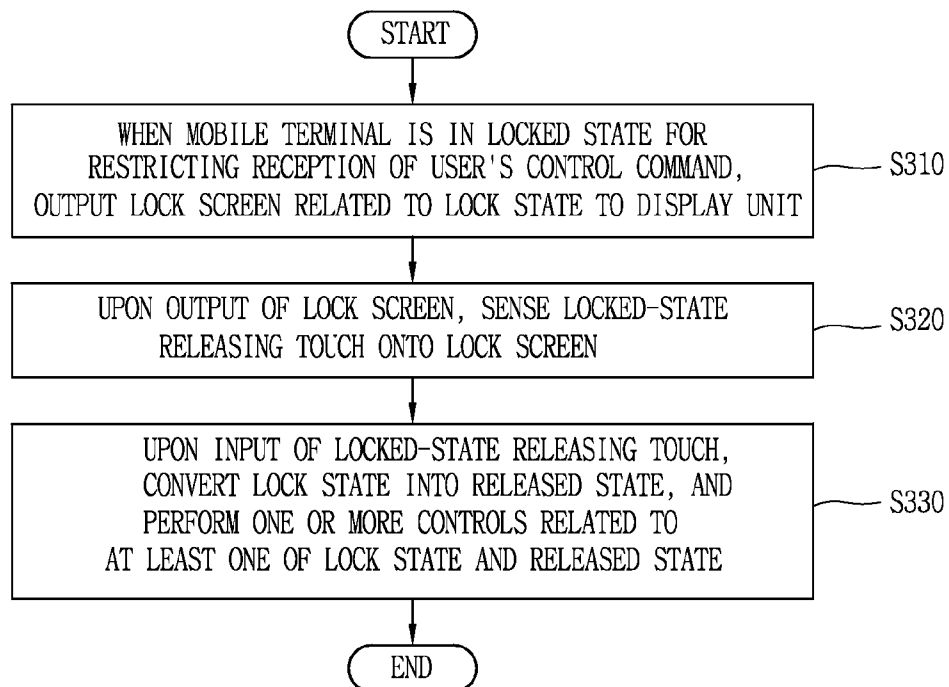 START
WHEN MOBILE TERMINAL IS IN LOCKED STATE FOR
RESTRICTING RECEPTION OF USER'S CONTROL COMMAND,
OUTPUT LOCK SCREEN RELATED TO LOCK STATE TO DISPLAY UNIT
S310
UPON OUTPUT OF LOCK SCREEN, SENSE LOCKED-STATE
RELEASING TOUCH ONTO LOCK SCREEN
S320
UPON INPUT OF LOCKED-STATE RELEASING TOUCH,
CONVERT LOCK STATE INTO RELEASED STATE, AND
PERFORM ONE OR MORE CONTROLS RELATED TO
AT LEAST ONE OF LOCK STATE AND RELEASED STATE
S330
END